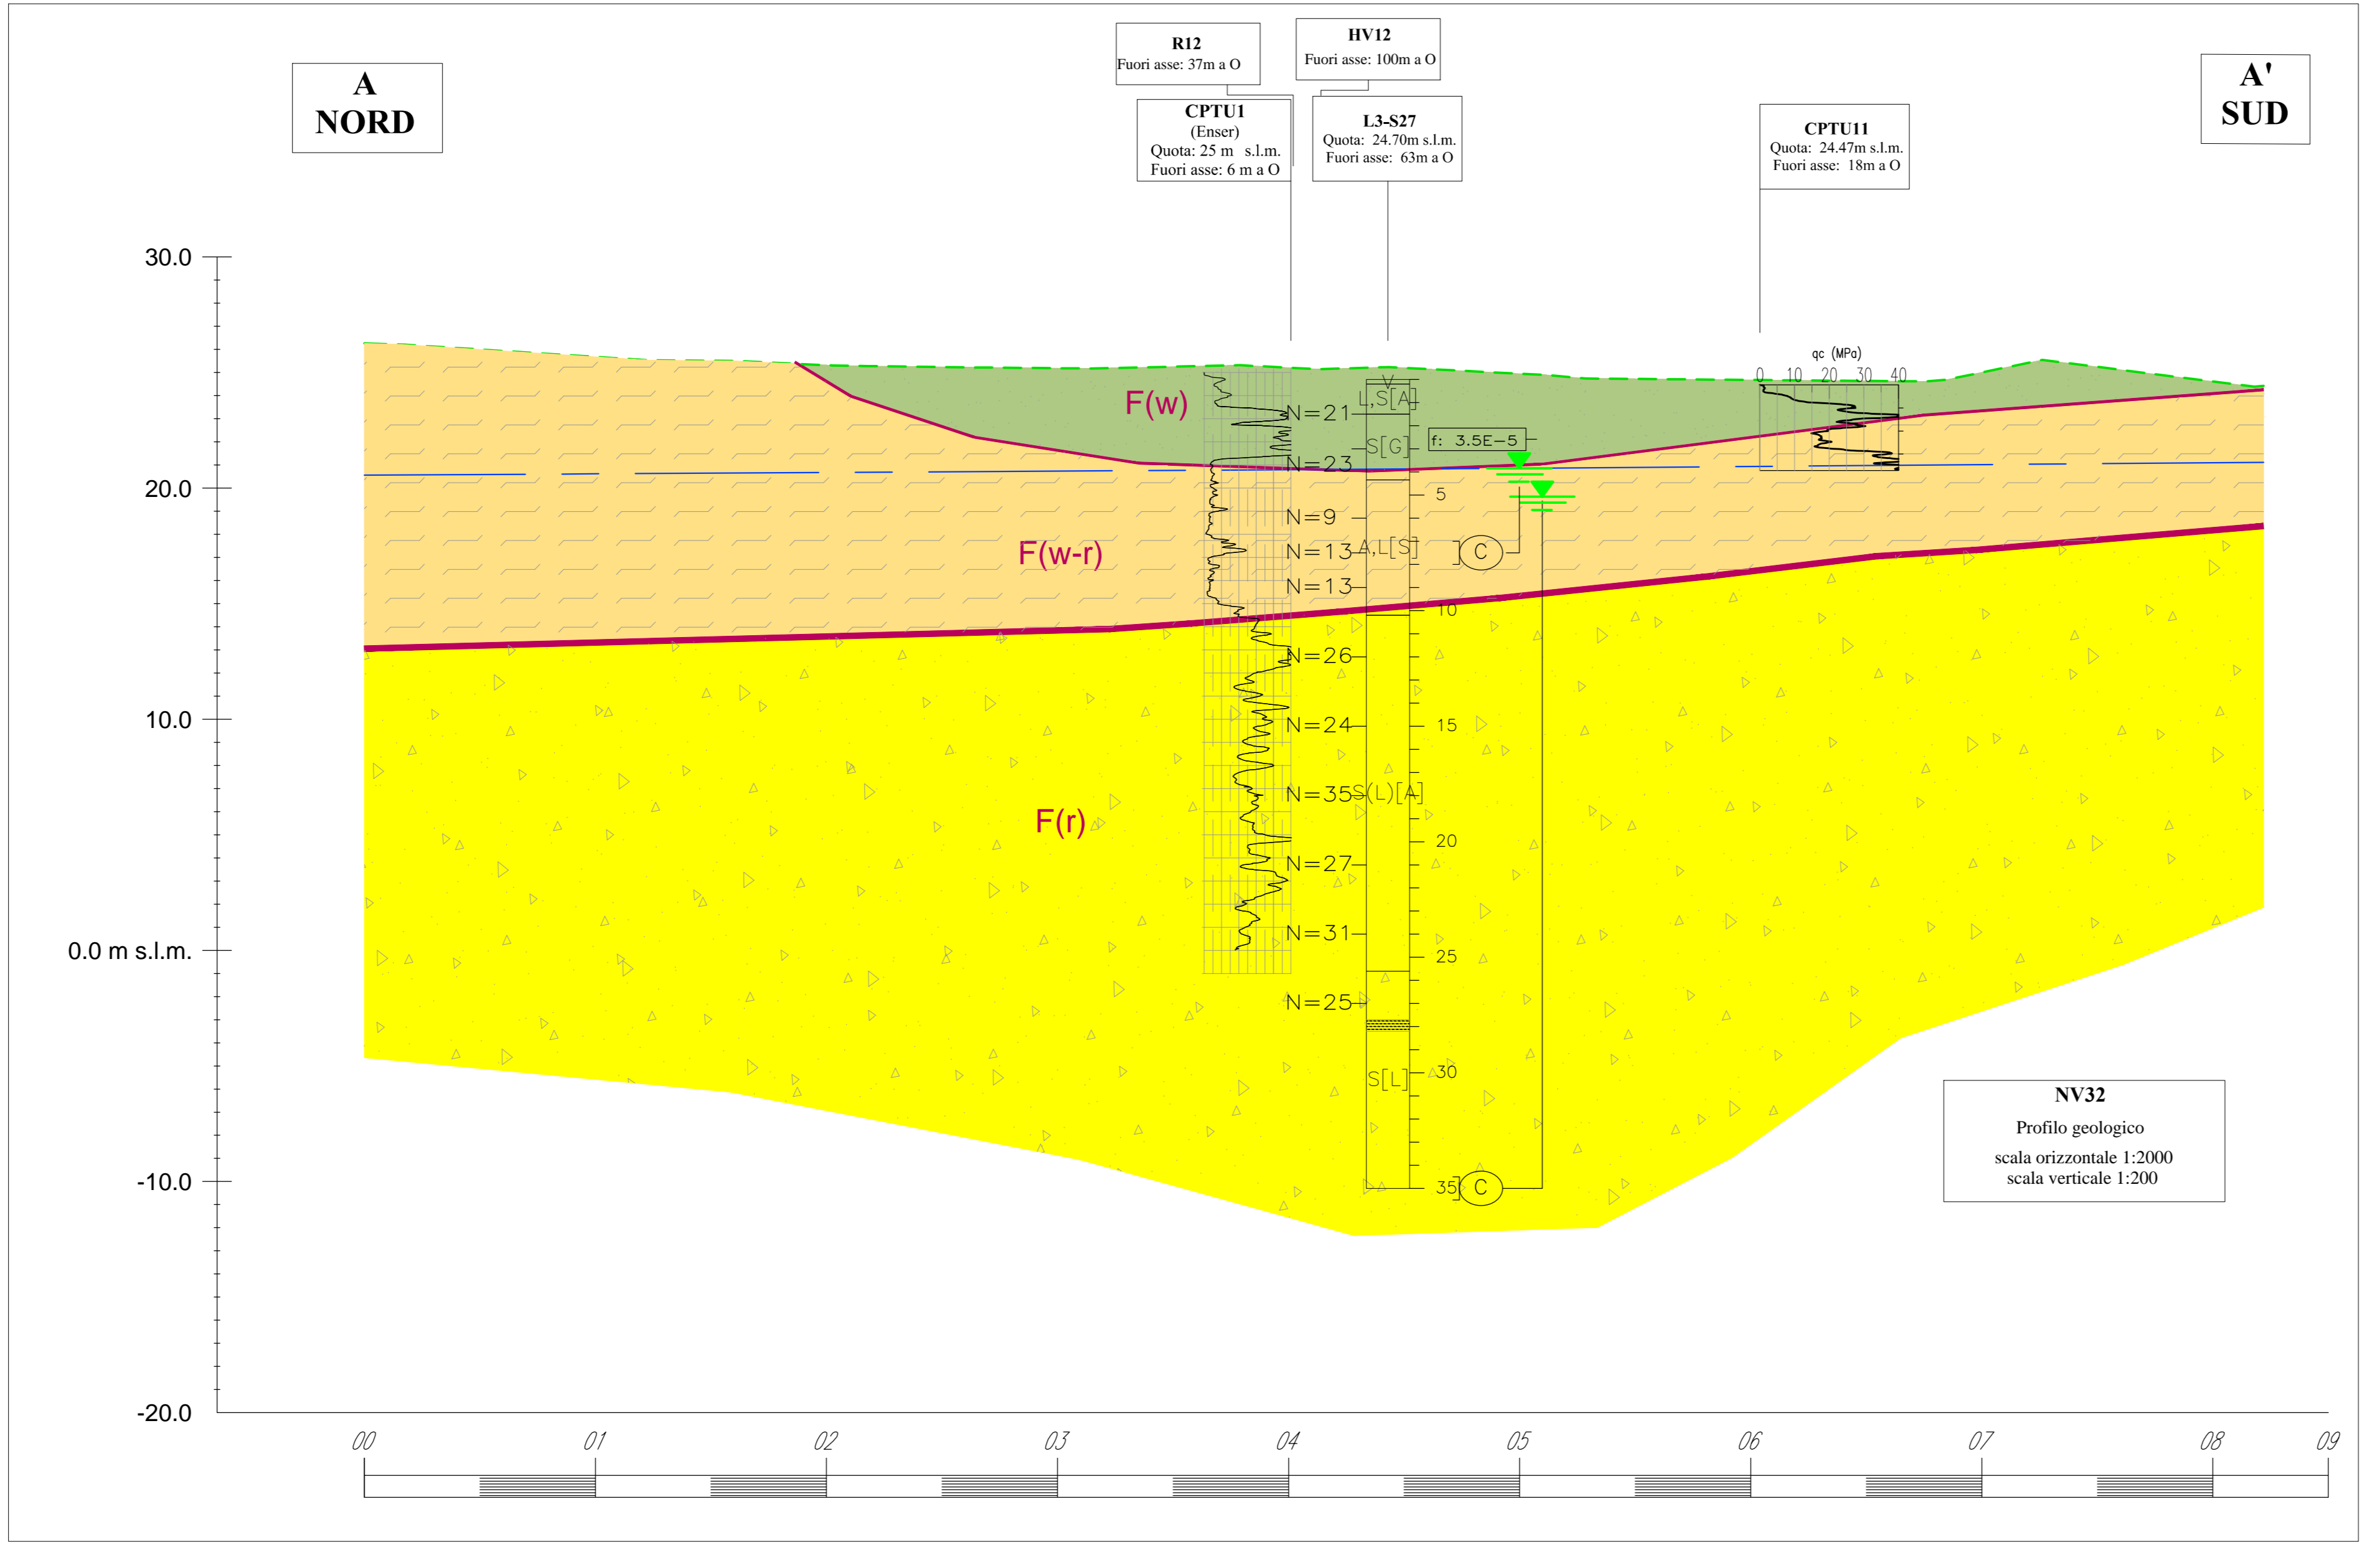 A
NORD
R12
Fuori asse: 37m a O
HV12
Fuori asse: 100m a O
CPTU1
(Enser)
Quota: 25 m s.l.m.
Fuori asse: 6 m a O
L3-S27
Quota: 24.70m s.l.m.
Fuori asse: 63m a O
CPTU11
Quota: 24.47m s.l.m.
Fuori asse: 18m a O
A'
SUD
30.0
20.0
10.0
0.0 m s.l.m.
-10.0
-20.0
qc (MPa)
0 10 20 30 40
F(w)
F(w-r)
F(r)
N=21
N=23
N=9
N=13
N=13
N=26
N=24
N=35
N=27
N=31
N=25
V
L,S[A]
S[G]
A,L[S]
S(L)[A]
S[L]
f: 3.5E-5
5
10
15
20
25
30
35
C
C
NV32
Profilo geologico
scala orizzontale 1:2000
scala verticale 1:200
00 01 02 03 04 05 06 07 08 09